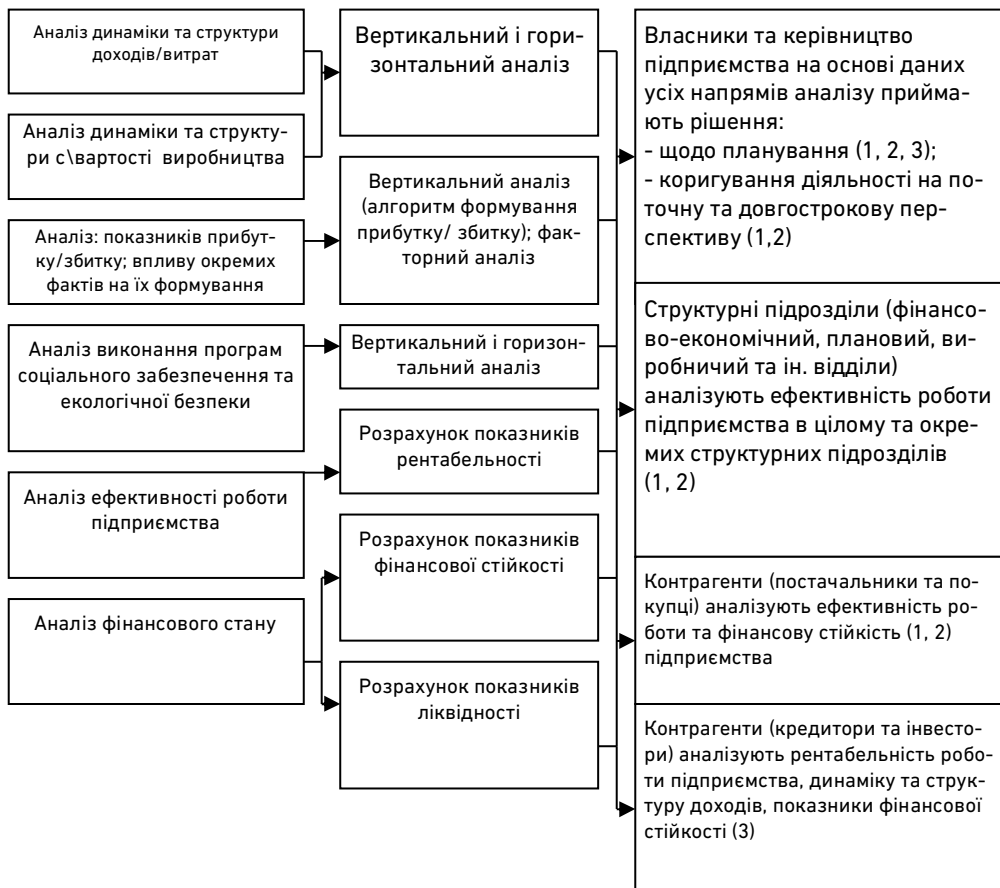 Аналіз динаміки та структури
доходів/витрат
Аналіз динаміки та структу-
ри с\вартості виробництва
Аналіз: показників прибут-
ку/збитку; впливу окремих
фактів на їх формування
Аналіз виконання програм
соціального забезпечення та
екологічної безпеки
Аналіз ефективності роботи
підприємства
Аналіз фінансового стану
Вертикальний і гори-
зонтальний аналіз
Вертикальний аналіз
(алгоритм формування
прибутку/ збитку); фак-
торний аналіз
Вертикальний і горизон-
тальний аналіз
Розрахунок показників
рентабельності
Розрахунок показників
фінансової стійкості
Розрахунок показників
ліквідності
Власники та керівництво
підприємства на основі даних
усіх напрямів аналізу прийма-
ють рішення:
- щодо планування (1, 2, 3);
- коригування діяльності на по-
точну та довгострокову пер-
спективу (1,2)
Структурні підрозділи (фінансо-
во-економічний, плановий, ви-
робничий та ін. відділи)
аналізують ефективність роботи
підприємства в цілому та окре-
мих структурних підрозділів
(1, 2)
Контрагенти (постачальники та по-
купці) аналізують ефективність ро-
боти та фінансову стійкість (1, 2)
підприємства
Контрагенти (кредитори та інвесто-
ри) аналізують рентабельність робо-
ти підприємства, динаміку та струк-
туру доходів, показники фінансової
стійкості (3)